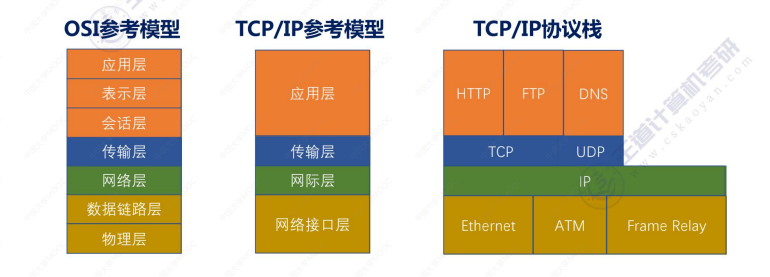 OSI参考模型
应用层
表示层
会话层
传输层
网络层
数据链路层
物理层
TCP/IP参考模型
应用层
传输层
网际层
网络接口层
TCP/IP协议栈
HTTP FTP DNS
TCP UDP
IP
Ethernet ATM Frame Relay
王道计算机考研
www.cskaoyan.com